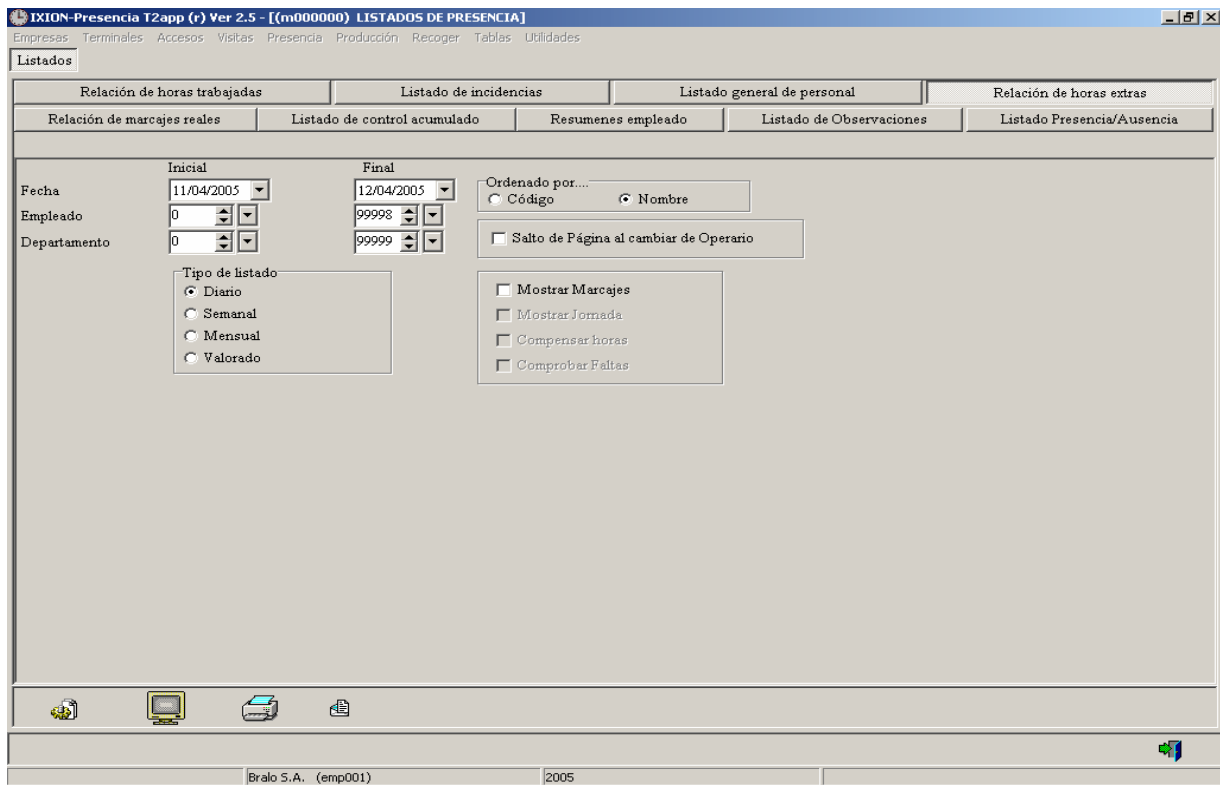 IXION-Presencia T2app (r) Ver 2.5 - [(m000000) LISTADOS DE PRESENCIA]
Empresas Terminales Accesos Visitas Presencia Producción Recoger Tablas Utilidades
Listados
Relación de horas trabajadas Listado de incidencias Listado general de personal Relación de horas extras
Relación de marcajes reales Listado de control acumulado Resumenes empleado Listado de Observaciones Listado Presencia/Ausencia
Inicial Final
Fecha 11/04/2005 12/04/2005
Empleado 0 99998
Departamento 0 99999
Ordenado por....
Código Nombre
Salto de Página al cambiar de Operario
Tipo de listado
Diario
Semanal
Mensual
Valorado
Mostrar Marcajes
Mostrar Jornada
Compensar horas
Comprobar Faltas
Bralo S.A. (emp001) 2005